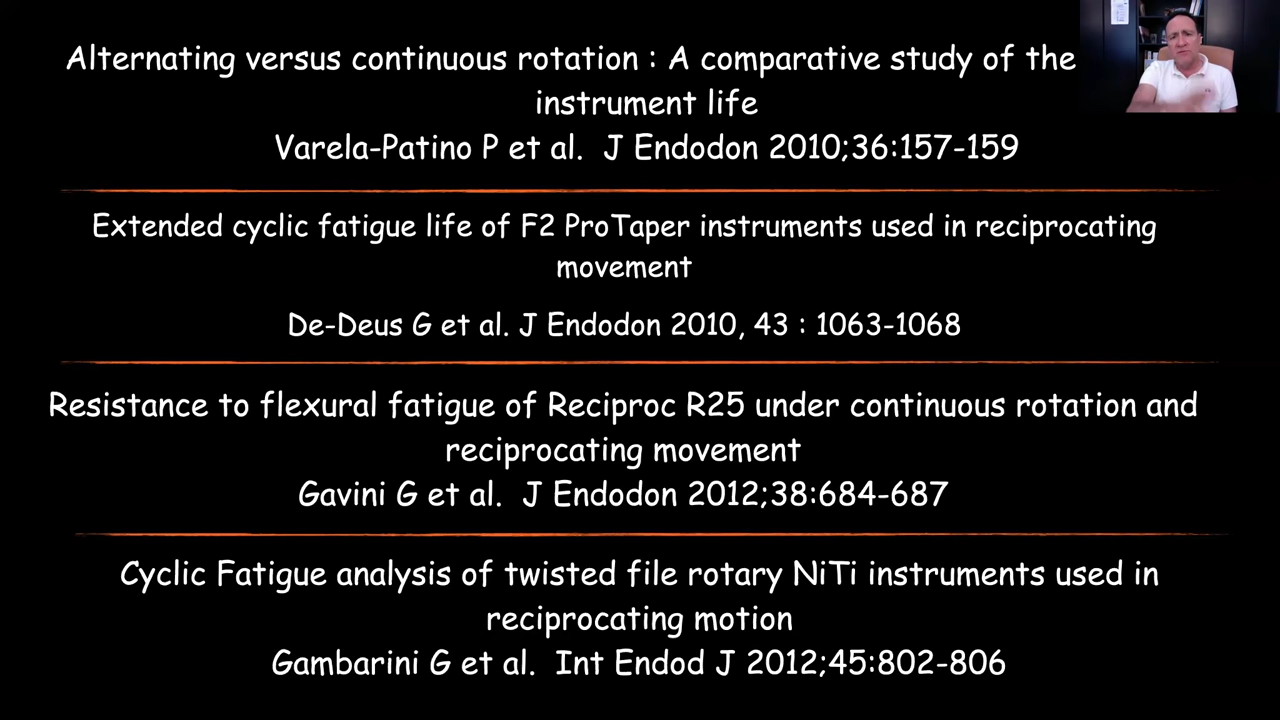 Alternating versus continuous rotation : A comparative study of the
instrument life
Varela-Patino P et al. J Endodon 2010;36:157-159
Extended cyclic fatigue life of F2 ProTaper instruments used in reciprocating
movement
De-Deus G et al. J Endodon 2010, 43 : 1063-1068
Resistance to flexural fatigue of Reciproc R25 under continuous rotation and
reciprocating movement
Gavini G et al. J Endodon 2012;38:684-687
Cyclic Fatigue analysis of twisted file rotary NiTi instruments used in
reciprocating motion
Gambarini G et al. Int Endod J 2012;45:802-806